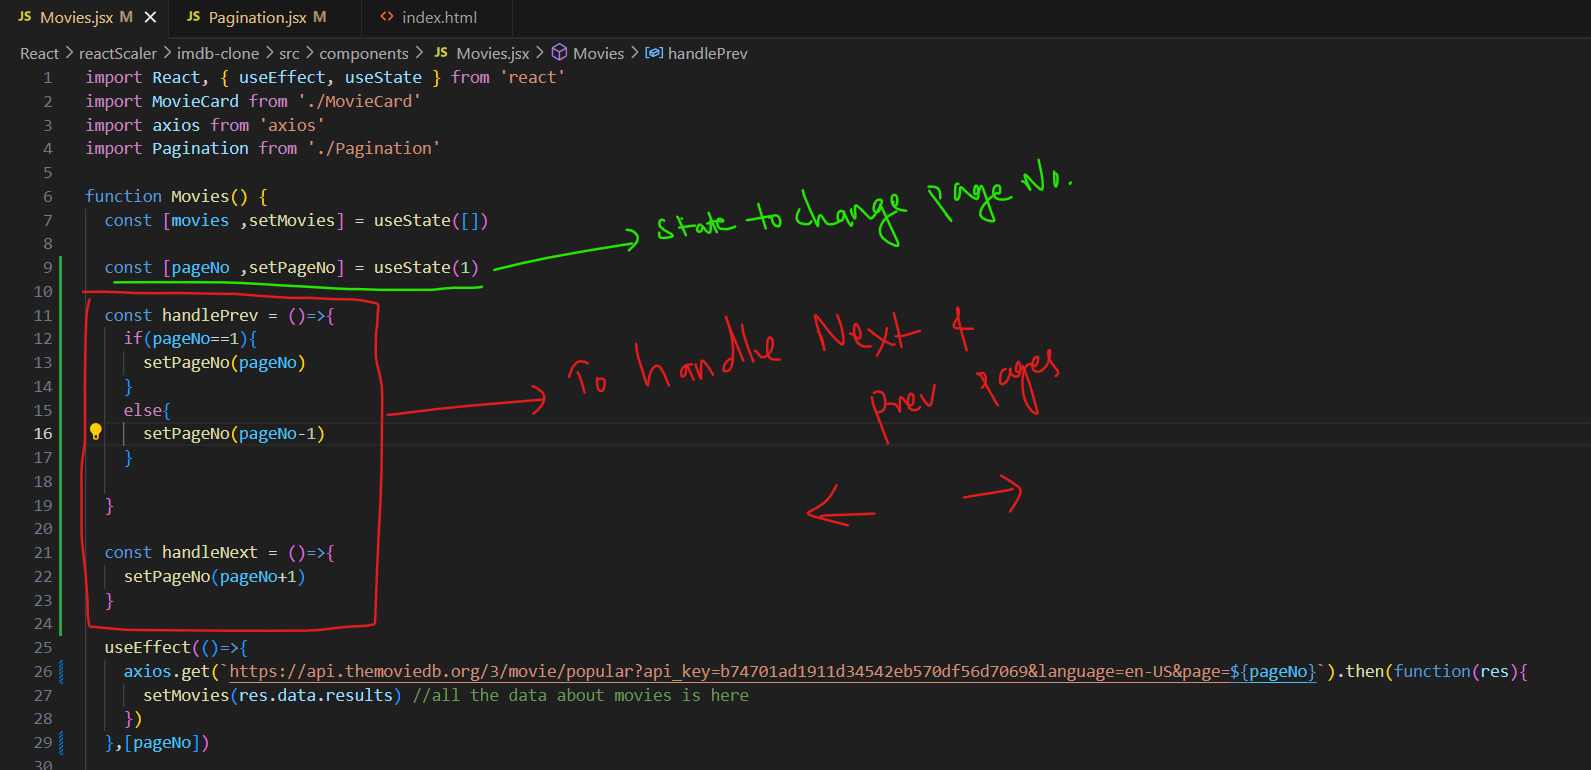 JS Movies.jsx M × JS Pagination.jsx M <> index.html
React > reactScaler > imdb-clone > src > components > JS Movies.jsx > Movies > handlePrev
1 import React, { useEffect, useState } from 'react'
2 import MovieCard from './MovieCard'
3 import axios from 'axios'
4 import Pagination from './Pagination'
5
6 function Movies() {
7 const [movies ,setMovies] = useState([])
8
9 const [pageNo ,setPageNo] = useState(1)
state to change page No.
10
11 const handlePrev = ()=>{
12 if(pageNo==1){
13 setPageNo(pageNo)
14 }
15 else{
16 setPageNo(pageNo-1)
17 }
18
19 }
20
21 const handleNext = ()=>{
22 setPageNo(pageNo+1)
23 }
24
To handle Next &
prev pages
25 useEffect(()=>{
26 axios.get(`https://api.themoviedb.org/3/movie/popular?api_key=b74701ad1911d34542eb570df56d7069&language=en-US&page=${pageNo}`).then(function(res){
27 setMovies(res.data.results) //all the data about movies is here
28 })
29 },[pageNo])
30